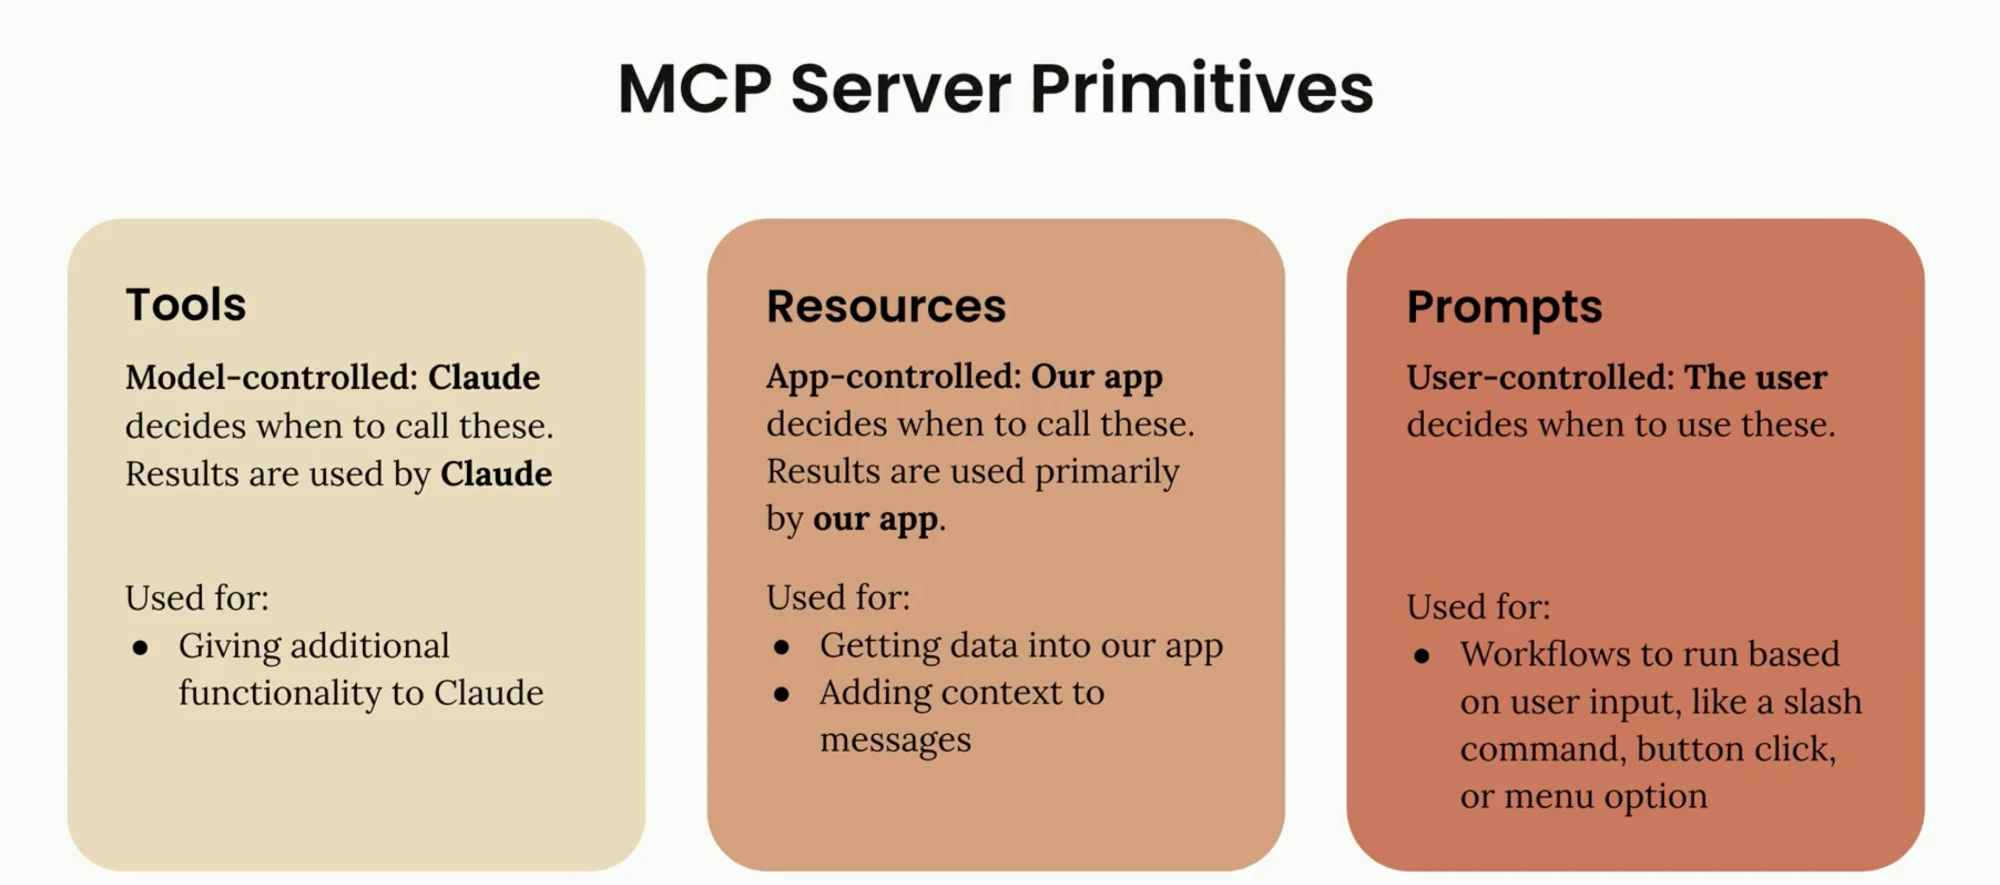 MCP Server Primitives
Tools
Model-controlled: Claude
decides when to call these.
Results are used by Claude
Used for:
● Giving additional
functionality to Claude
Resources
App-controlled: Our app
decides when to call these.
Results are used primarily
by our app.
Used for:
● Getting data into our app
● Adding context to
messages
Prompts
User-controlled: The user
decides when to use these.
Used for:
● Workflows to run based
on user input, like a slash
command, button click,
or menu option